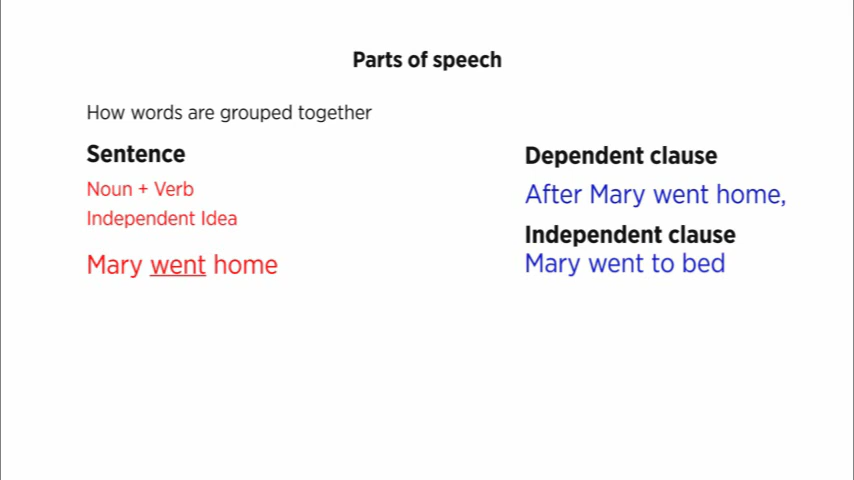 Parts of speech
How words are grouped together
Sentence
Noun + Verb
Independent Idea
Mary went home
Dependent clause
After Mary went home,
Independent clause
Mary went to bed